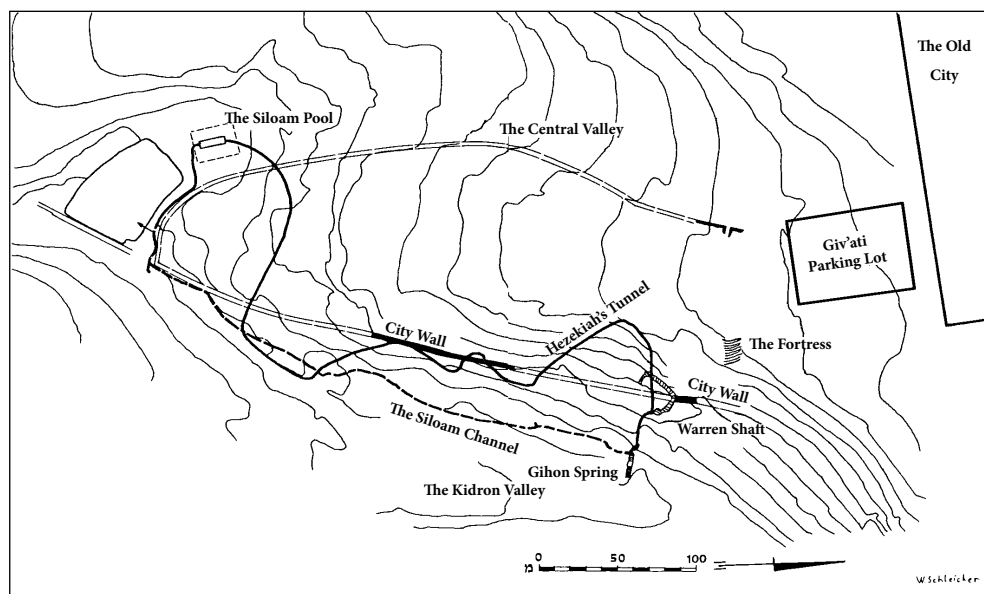 The Old
City
The Siloam Pool
The Central Valley
Giv'ati
Parking Lot
Hezekiah's Tunnel
City Wall
The Fortress
City Wall
The Siloam Channel
Warren Shaft
Gihon Spring
The Kidron Valley
מ 0 50 100
W. Schleicher